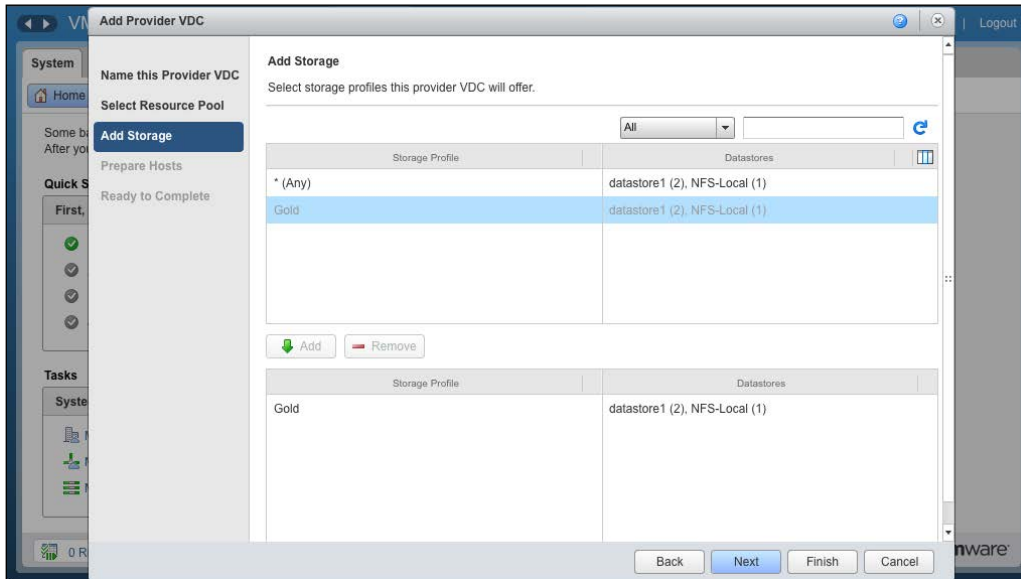 Add Provider VDC
Logout
System
Home
Some ba
After you
Quick S
First,
Tasks
Syste
0 R
Name this Provider VDC
Select Resource Pool
Add Storage
Prepare Hosts
Ready to Complete
Add Storage
Select storage profiles this provider VDC will offer.
All
Storage Profile Datastores
* (Any) datastore1 (2), NFS-Local (1)
Gold datastore1 (2), NFS-Local (1)
Add Remove
Storage Profile Datastores
Gold datastore1 (2), NFS-Local (1)
Back Next Finish Cancel
nware